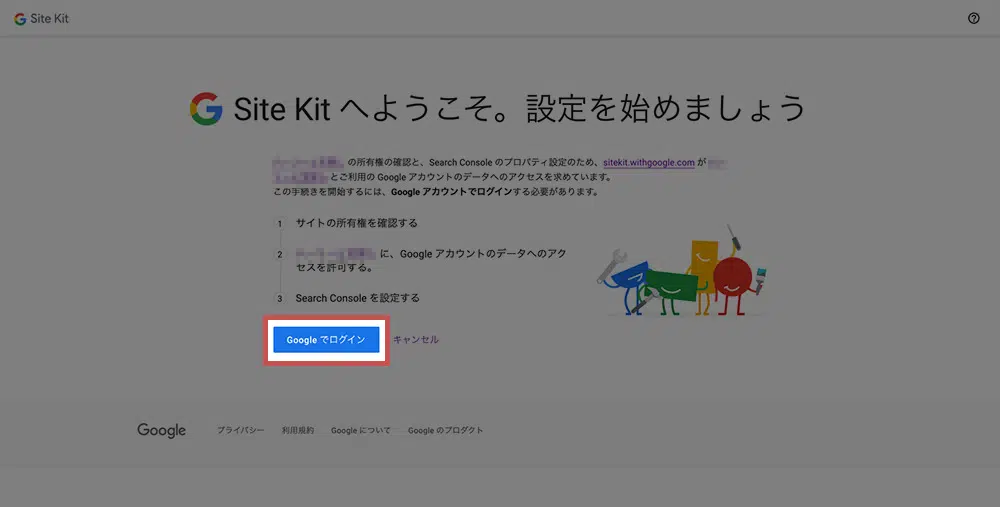 Site Kit
Site Kit へようこそ。設定を始めましょう
の所有権の確認と、Search Console のプロパティ設定のため、sitekit.withgoogle.com が
とご利用の Google アカウントのデータへのアクセスを求めています。
この手続きを開始するには、Google アカウントでログインする必要があります。
1 サイトの所有権を確認する
2 に、Google アカウントのデータへのアク
セスを許可する。
3 Search Console を設定する
Google でログイン キャンセル
Google プライバシー 利用規約 Google について Google のプロダクト